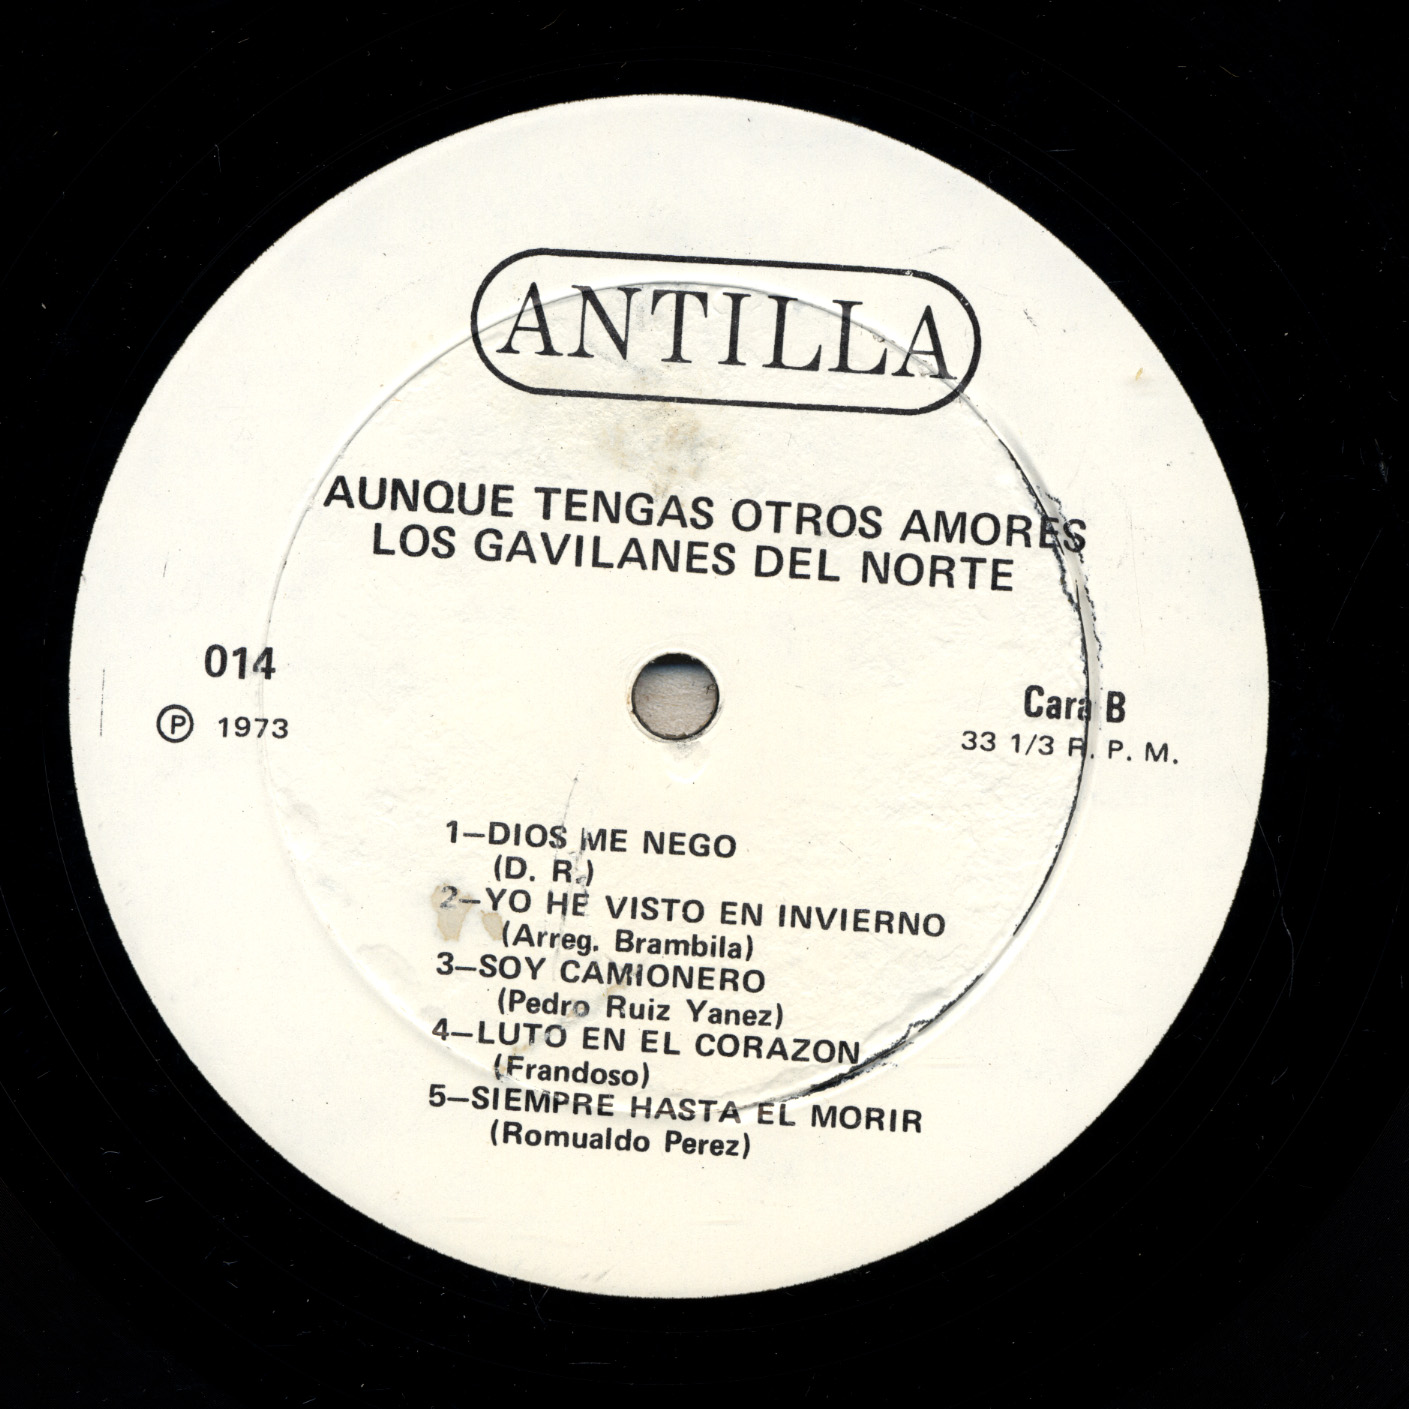 ANTILLA
AUNQUE TENGAS OTROS AMORES
LOS GAVILANES DEL NORTE
014
Ⓟ 1973
Cara B
33 1/3 R. P. M.
1—DIOS ME NEGO
(D. R.)
2—YO HE VISTO EN INVIERNO
(Arreg. Brambila)
3—SOY CAMIONERO
(Pedro Ruiz Yanez)
4—LUTO EN EL CORAZON
(Frandoso)
5—SIEMPRE HASTA EL MORIR
(Romualdo Perez)